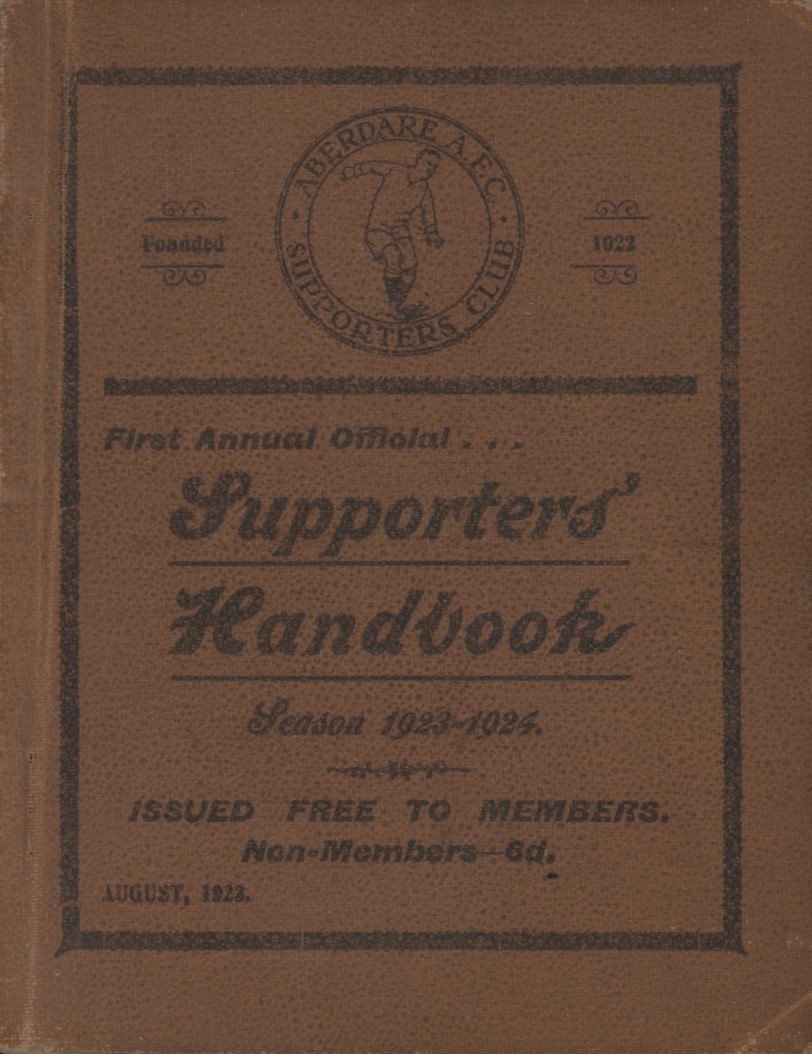 ABERDARE A.F.C.
SUPPORTERS CLUB
Founded
1922
First Annual Official . . .
Supporters'
Handbook
Season 1923-1924.
ISSUED FREE TO MEMBERS.
Non-Members—6d.
AUGUST, 1923.